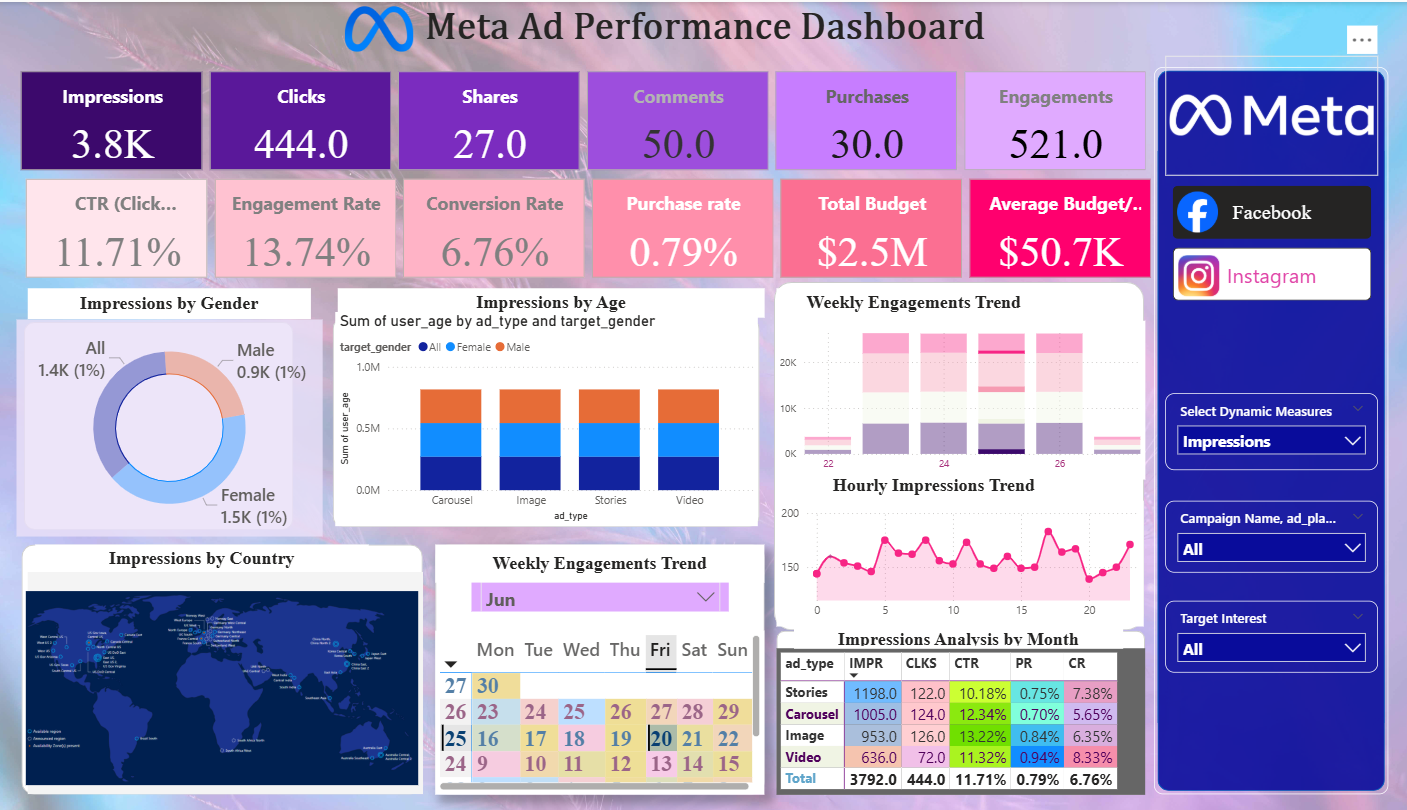 Meta Ad Performance Dashboard
...
Impressions
3.8K
Clicks
444.0
Shares
27.0
Comments
50.0
Purchases
30.0
Engagements
521.0
CTR (Click...
11.71%
Engagement Rate
13.74%
Conversion Rate
6.76%
Purchase rate
0.79%
Total Budget
$2.5M
Average Budget/..
$50.7K
Meta
Facebook
Instagram
Select Dynamic Measures
Impressions
Campaign Name, ad_pla...
All
Target Interest
All
Impressions by Gender
All
1.4K (1%)
Male
0.9K (1%)
Female
1.5K (1%)
Impressions by Age
Sum of user_age by ad_type and target_gender
target_gender All Female Male
1.0M
0.5M
0.0M
Sum of user_age
Carousel Image Stories Video
ad_type
Weekly Engagements Trend
20K
10K
0K
22 24 26
Hourly Impressions Trend
200
150
0 5 10 15 20
Impressions by Country
Weekly Engagements Trend
Jun
Mon Tue Wed Thu Fri Sat Sun
27 30
26 23 24 25 26 27 28 29
25 16 17 18 19 20 21 22
24 9 10 11 12 13 14 15
Impressions Analysis by Month
ad_type IMPR CLKS CTR PR CR
Stories 1198.0 122.0 10.18% 0.75% 7.38%
Carousel 1005.0 124.0 12.34% 0.70% 5.65%
Image 953.0 126.0 13.22% 0.84% 6.35%
Video 636.0 72.0 11.32% 0.94% 8.33%
Total 3792.0 444.0 11.71% 0.79% 6.76%